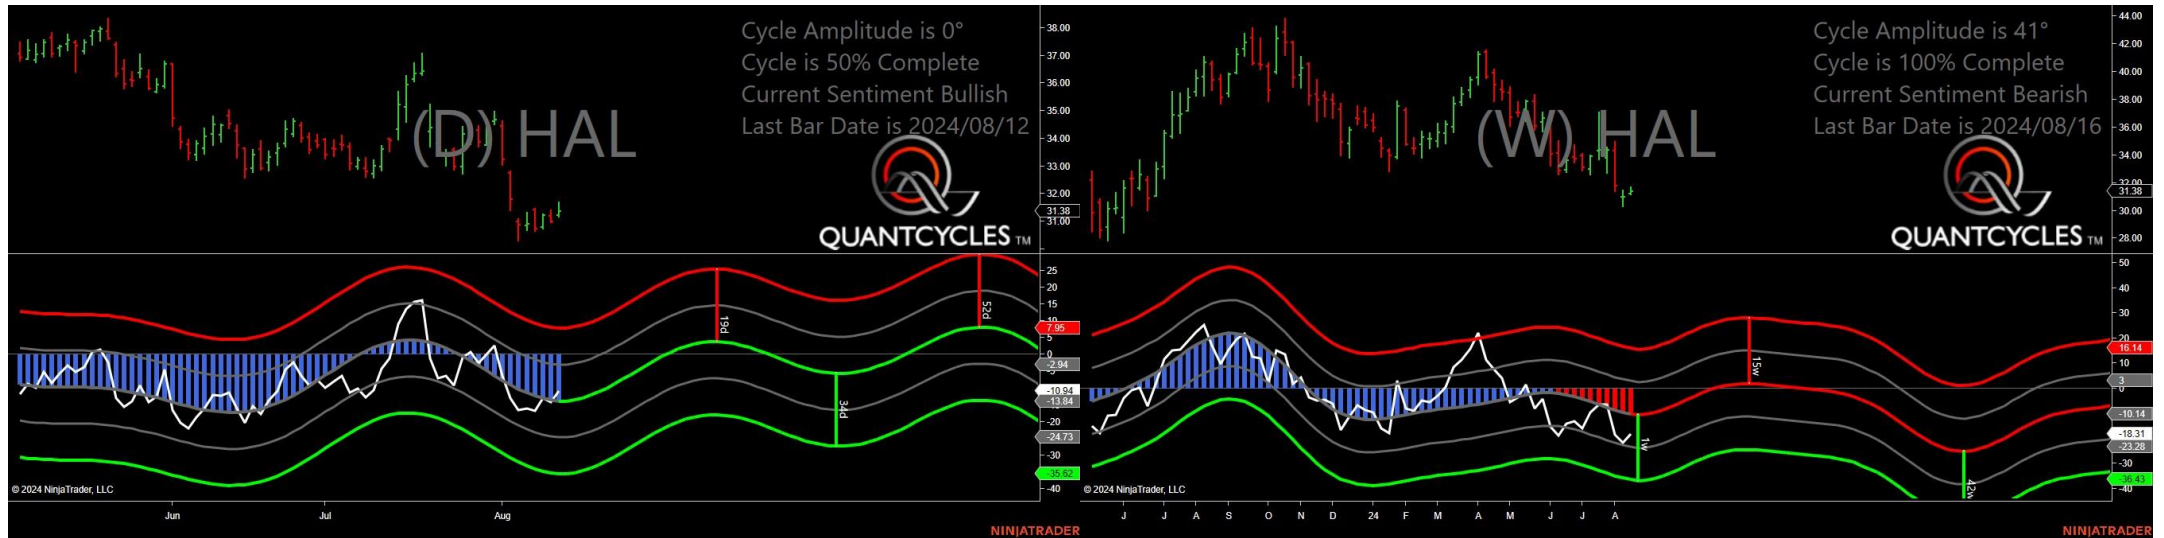 Cycle Amplitude is 0°
Cycle is 50% Complete
Current Sentiment Bullish
Last Bar Date is 2024/08/12
(D) HAL
QUANTCYCLES TM
38.00
37.00
36.00
35.00
34.00
33.00
32.00
31.38
31.00
25
20
15
10
7.95
5
0
-2.94
-10.94
-13.84
-20
-24.73
-30
-35.62
-40
19d
34d
52d
© 2024 NinjaTrader, LLC
Jun
Jul
Aug
NINJATRADER
Cycle Amplitude is 41°
Cycle is 100% Complete
Current Sentiment Bearish
Last Bar Date is 2024/08/16
(W) HAL
QUANTCYCLES TM
44.00
42.00
40.00
38.00
36.00
34.00
32.00
31.38
30.00
28.00
50
40
30
20
16.14
10
3
0
-10.14
-18.31
-23.28
-30
-36.43
-40
1w
15w
42w
© 2024 NinjaTrader, LLC
J
J
A
S
O
N
D
24
F
M
A
M
J
J
A
NINJATRADER